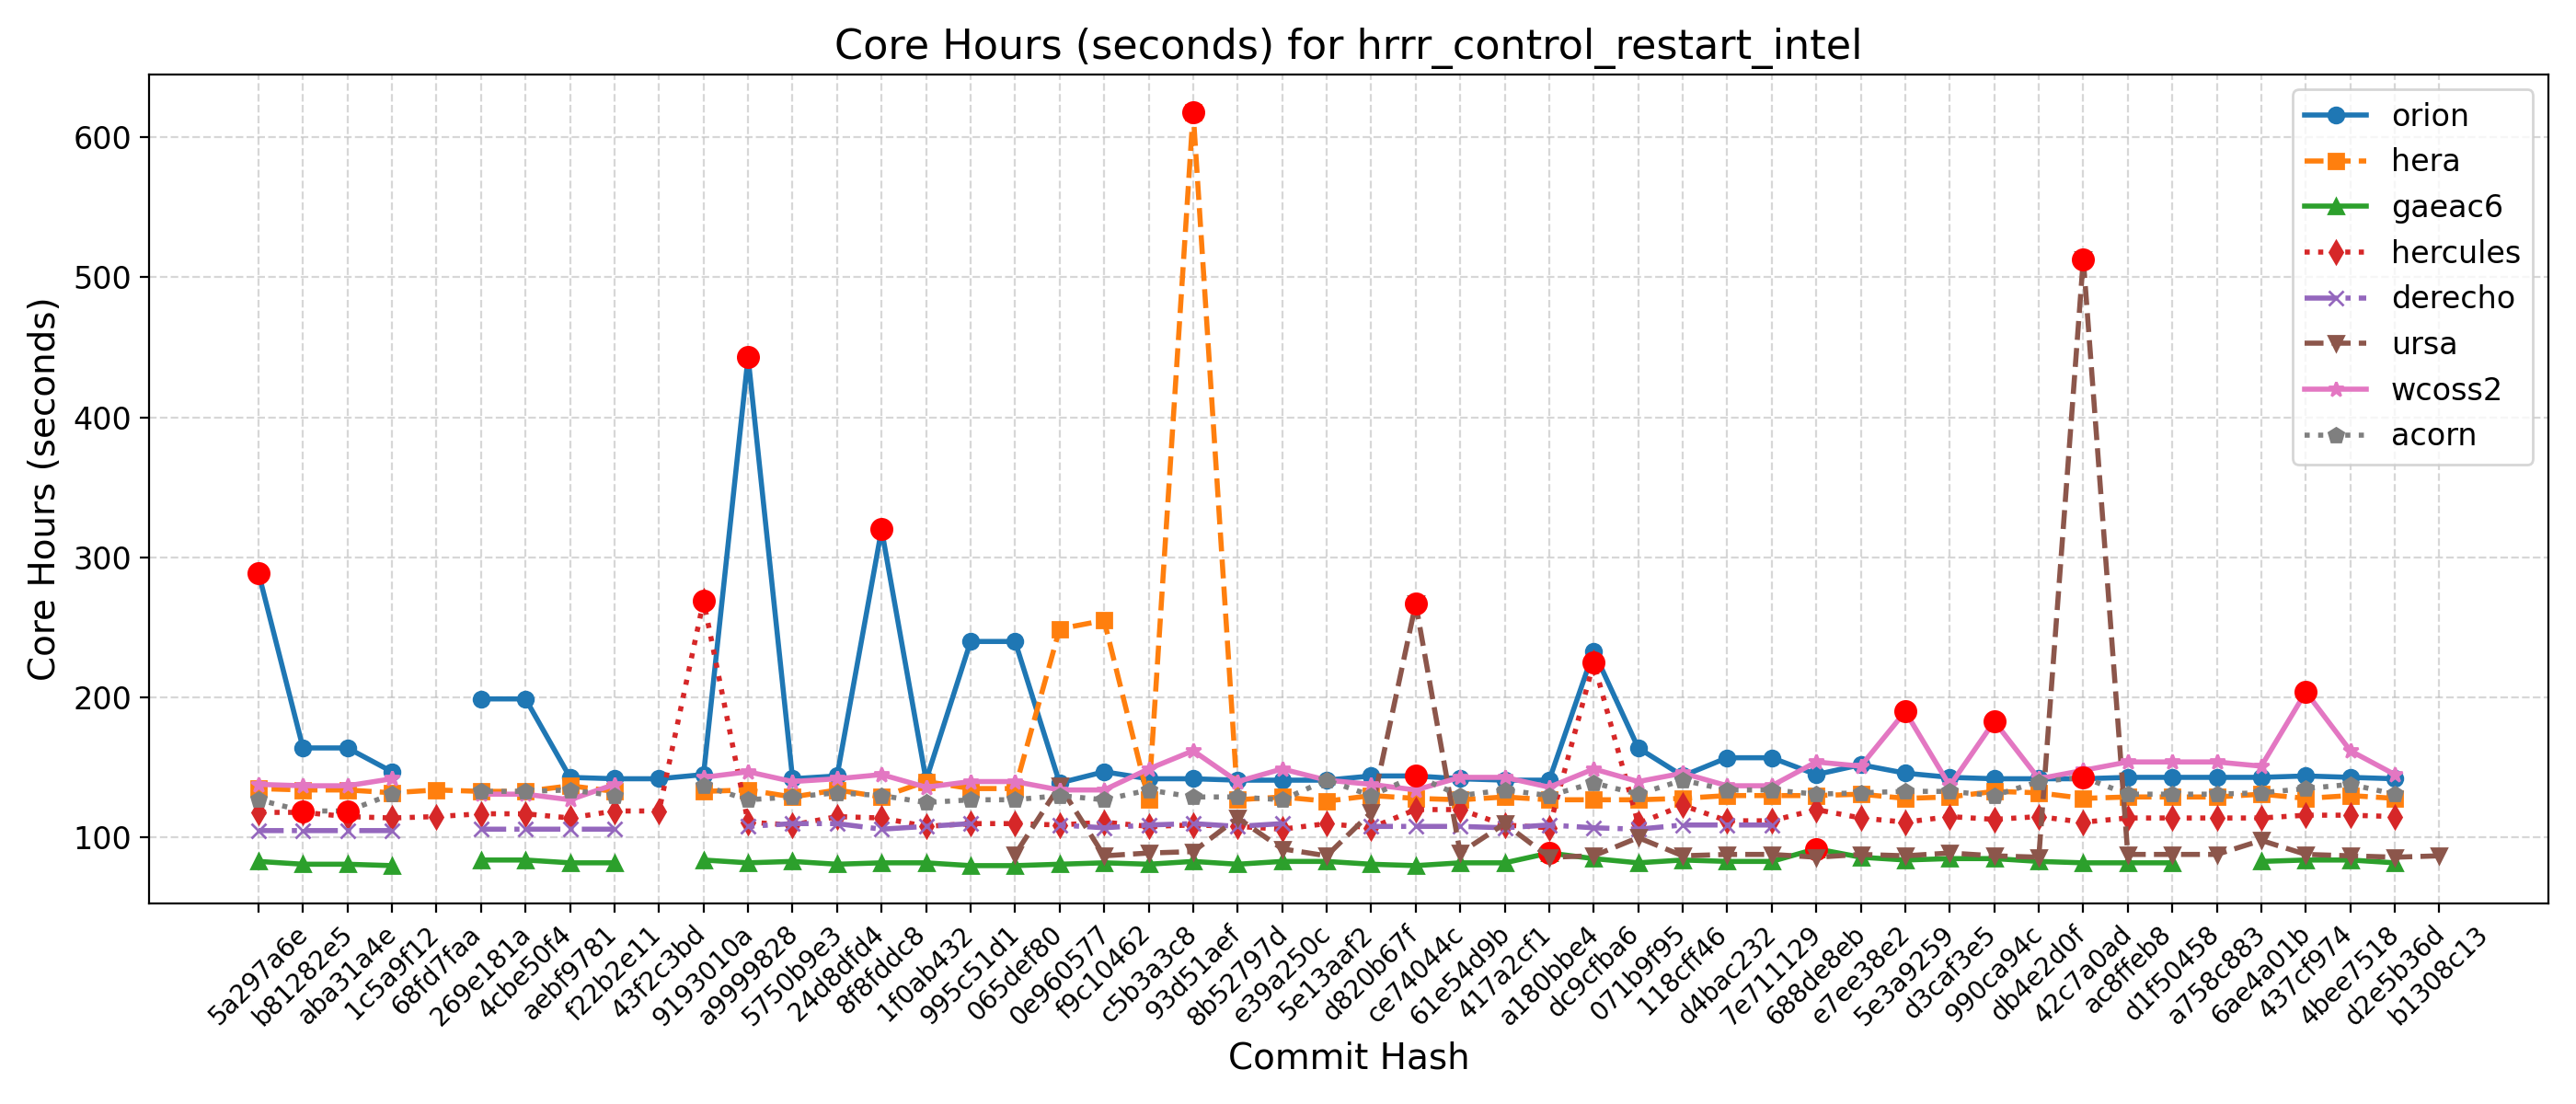 Core Hours (seconds) for hrrr_control_restart_intel
Core Hours (seconds)
600
500
400
300
200
100
orion
hera
gaeac6
hercules
derecho
ursa
wcoss2
acorn
5a297a6e
b81282e5
aba31a4e
1c5a9f12
68fd7faa
269e181a
4cbe50f4
aebf9781
f22b2e11
43f2c3bd
9193010a
a9999828
5750b9e3
24d8dfd4
8f8fddc8
1f0ab432
995c51d1
065def80
0e960577
f9c10462
c5b3a3c8
93d51aef
8b52797d
e39a250c
5e13aaf2
d820b67f
ce74044c
61e54d9b
417a2cf1
a180bbe4
dc9cfba6
071b9f95
118cff46
d4bac232
7e711129
688de8eb
e7ee38e2
5e3a9259
d3caf3e5
990ca94c
db4e2d0f
42c7a0ad
ac8ffeb8
d1f50458
a758c883
6ae4a01b
437cf974
4bee7518
d2e5b36d
b1308c13
Commit Hash